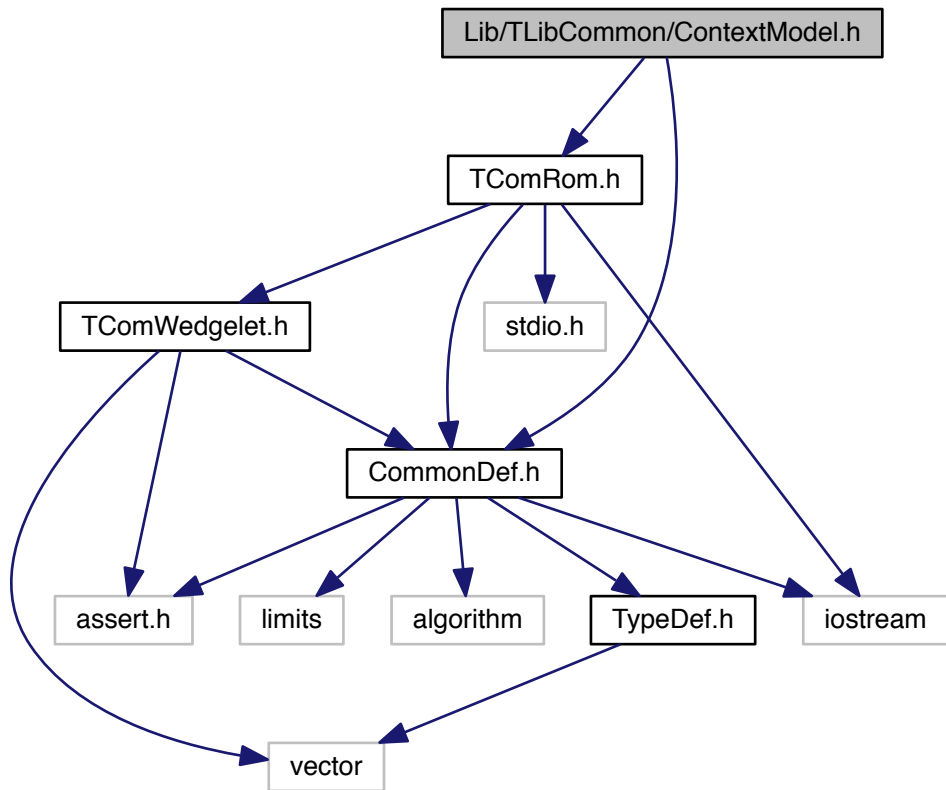 Lib/TLibCommon/ContextModel.h
TComRom.h
TComWedgelet.h
stdio.h
CommonDef.h
assert.h
limits
algorithm
TypeDef.h
iostream
vector